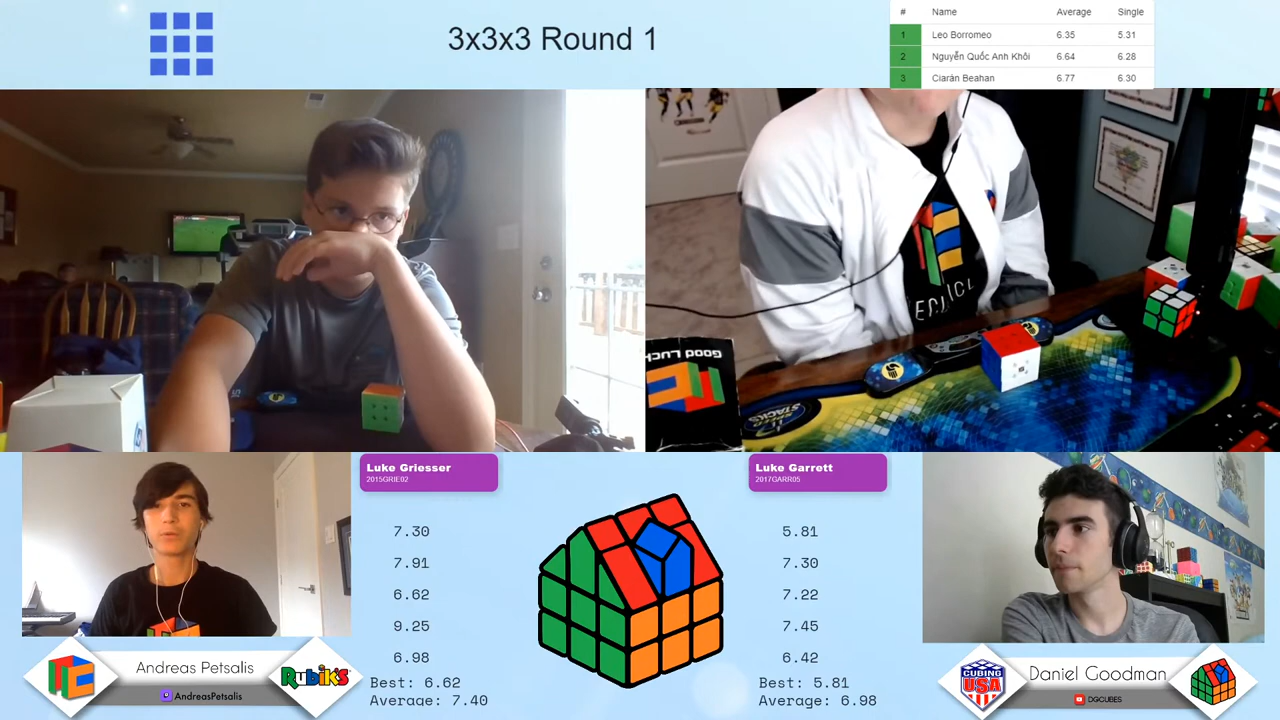 3x3x3 Round 1
# Name Average Single
1 Leo Borromeo 6.35 5.31
2 Nguyễn Quốc Anh Khôi 6.64 6.28
3 Ciarán Beahan 6.77 6.30
GOOD LUCK
SPEED STACKS
Luke Griesser
2015GRIE02
7.30
7.91
6.62
9.25
6.98
Best: 6.62
Average: 7.40
Luke Garrett
2017GARR05
5.81
7.30
7.22
7.45
6.42
Best: 5.81
Average: 6.98
Andreas Petsalis
AndreasPetsalis
Rubik's
CUBING
USA
Daniel Goodman
DGCUBES